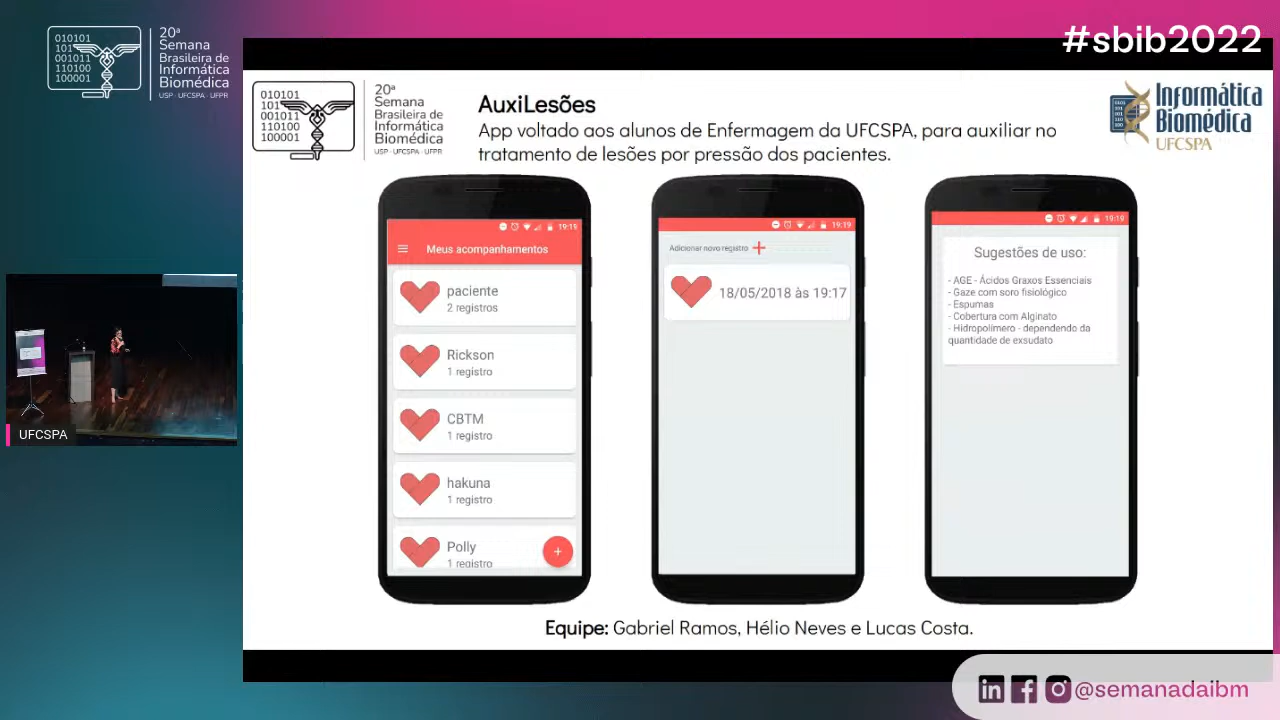 #sbib2022
010101
101
001011
110100
100001
20ª
Semana
Brasileira de
Informática
Biomédica
USP · UFCSPA · UFPR
010101
101
001011
110100
100001
20ª
Semana
Brasileira de
Informática
Biomédica
USP · UFCSPA · UFPR
AuxiLesões
App voltado aos alunos de Enfermagem da UFCSPA, para auxiliar no
tratamento de lesões por pressão dos pacientes.
Informática
Biomédica
UFCSPA
19:19
Meus acompanhamentos
paciente
2 registros
Rickson
1 registro
CBTM
1 registro
hakuna
1 registro
Polly
1 registro
+
19:19
Adicionar novo registro +
18/05/2018 às 19:17
19:19
Sugestões de uso:
- AGE - Ácidos Graxos Essenciais
- Gaze com soro fisiológico
- Espumas
- Cobertura com Alginato
- Hidropolímero - dependendo da
quantidade de exsudato
UFCSPA
Equipe: Gabriel Ramos, Hélio Neves e Lucas Costa.
@semanadaibm